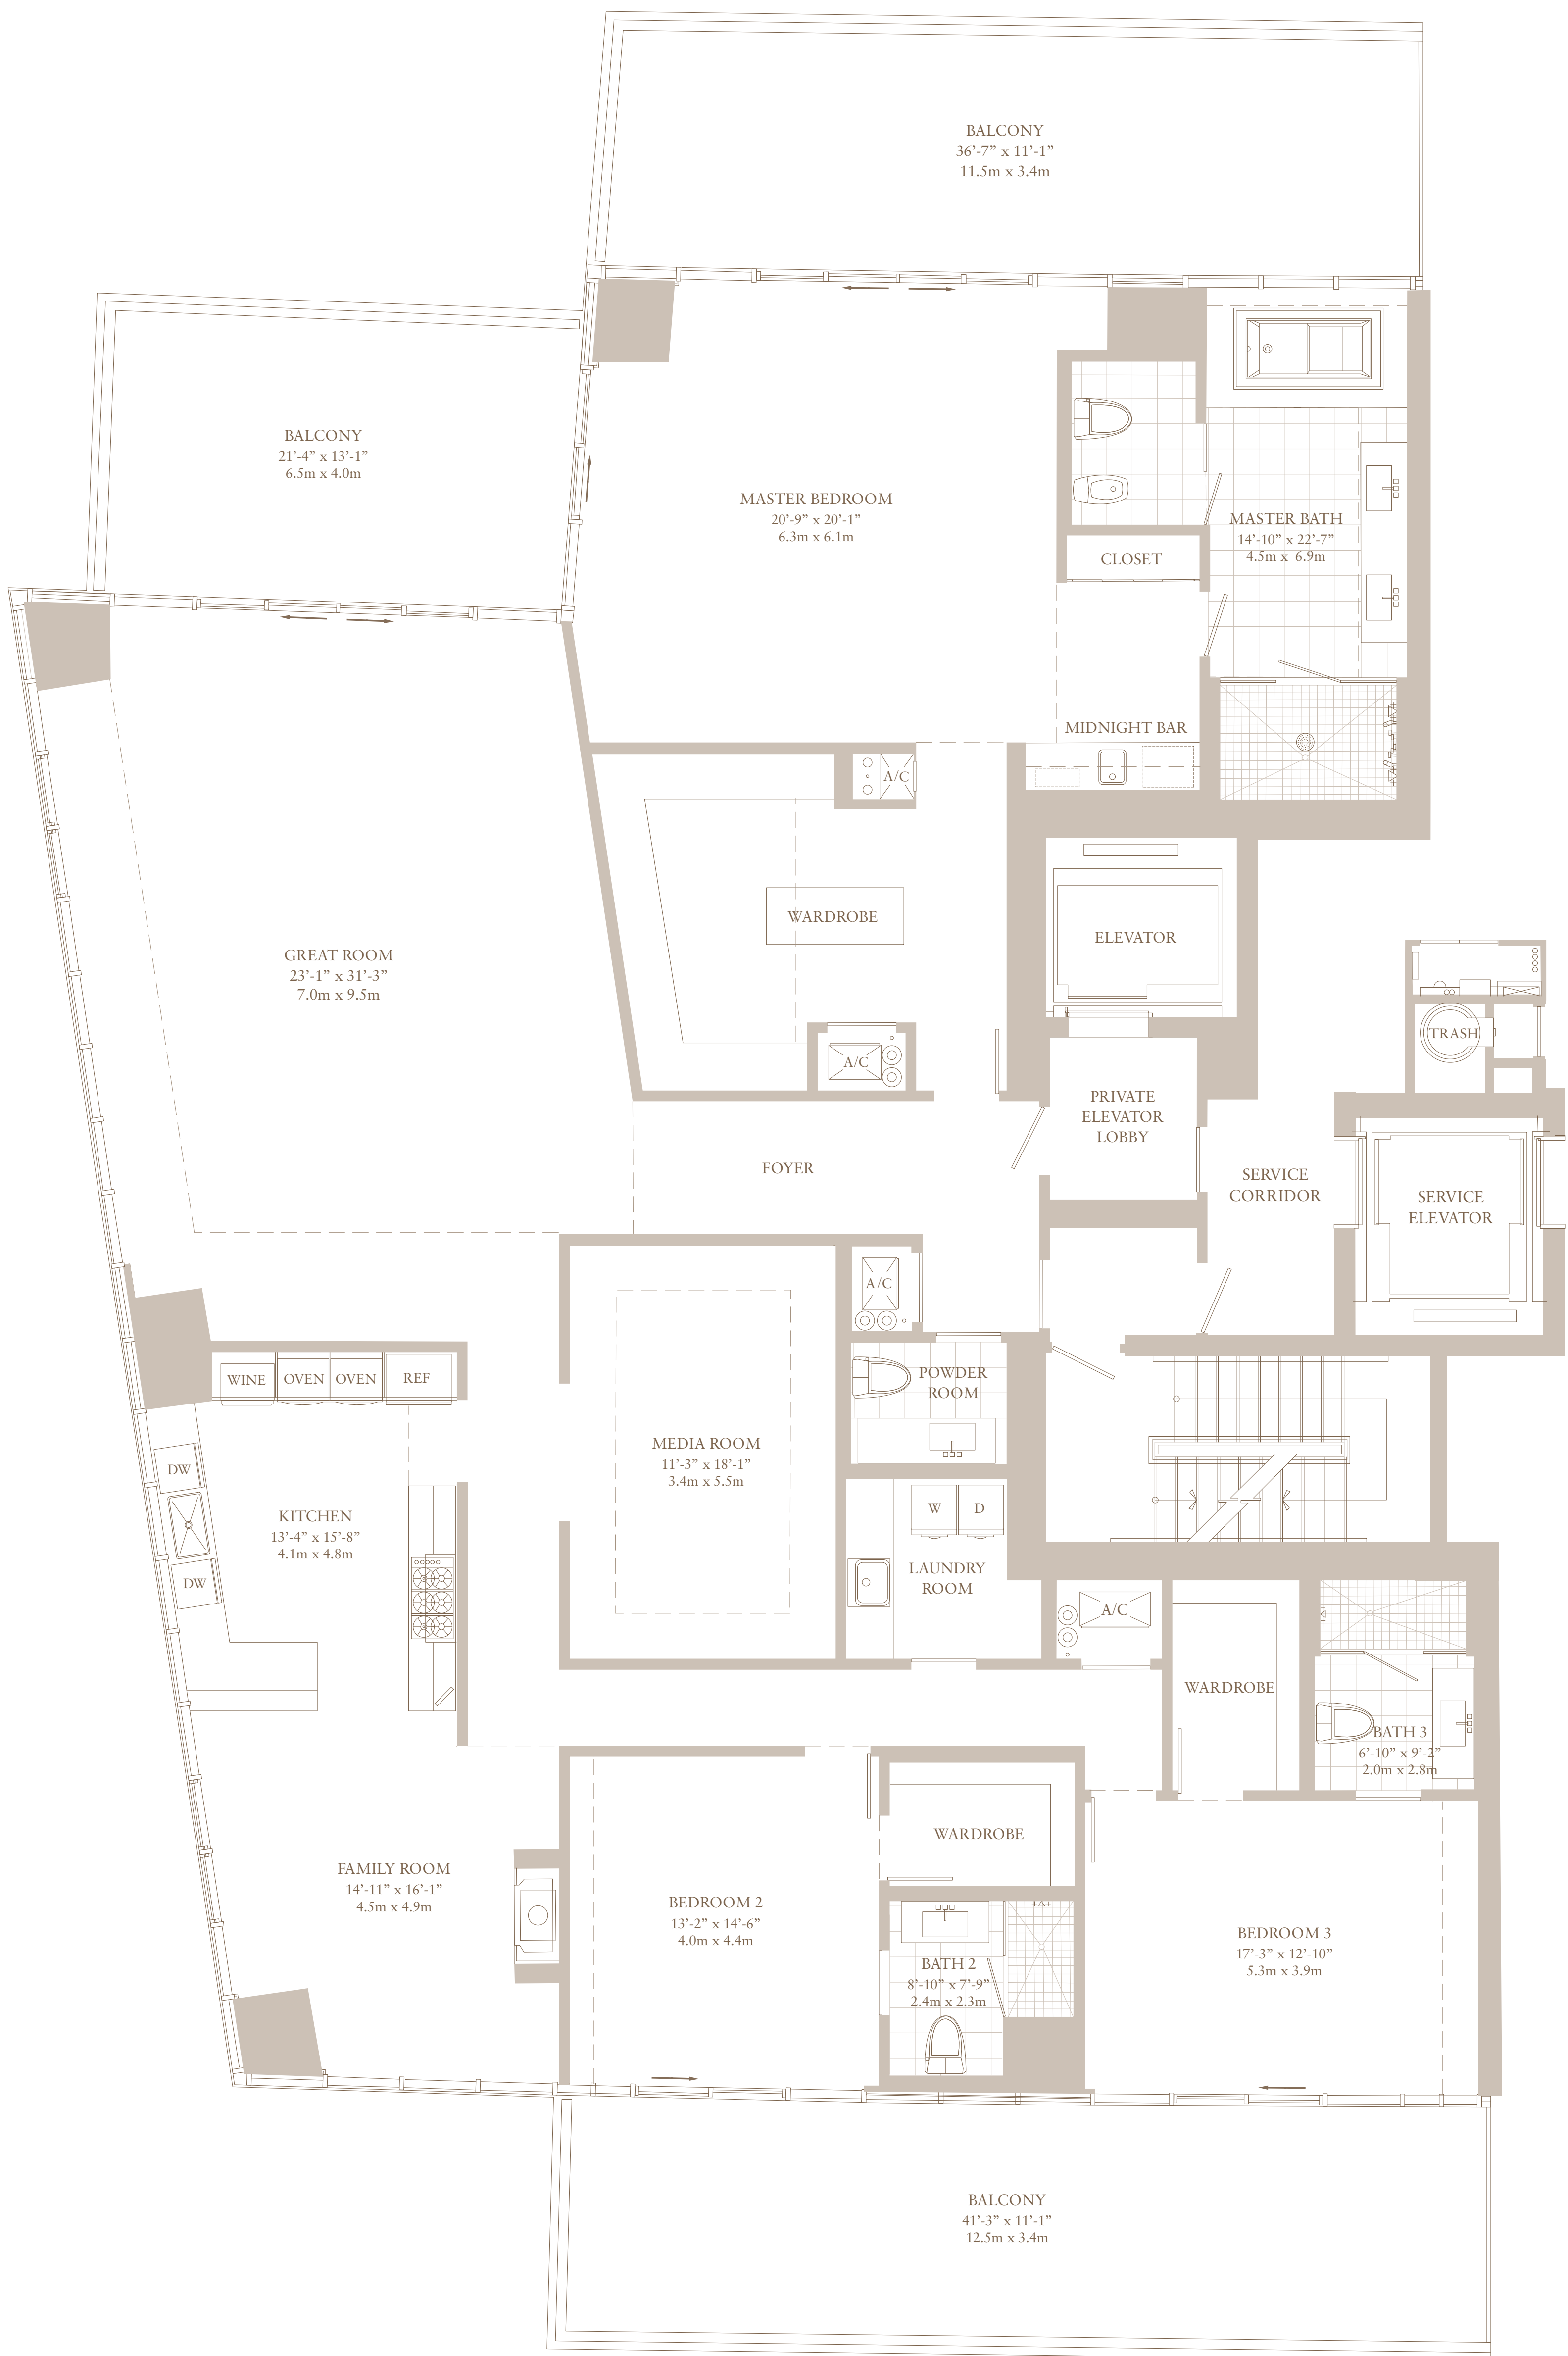 BALCONY
36’-7” x 11’-1”
11.5m x 3.4m
BALCONY
21’-4” x 13’-1”
6.5m x 4.0m
MASTER BEDROOM
20’-9” x 20’-1”
6.3m x 6.1m
MASTER BATH
14’-10” x 22’-7”
4.5m x 6.9m
CLOSET
MIDNIGHT BAR
A/C
WARDROBE
ELEVATOR
GREAT ROOM
23’-1” x 31’-3”
7.0m x 9.5m
TRASH
A/C
PRIVATE
ELEVATOR
LOBBY
FOYER
SERVICE
CORRIDOR
SERVICE
ELEVATOR
A/C
WINE
OVEN
OVEN
REF
POWDER
ROOM
MEDIA ROOM
11’-3” x 18’-1”
3.4m x 5.5m
DW
KITCHEN
13’-4” x 15’-8”
4.1m x 4.8m
DW
W
D
LAUNDRY
ROOM
A/C
WARDROBE
BATH 3
6’-10” x 9’-2”
2.0m x 2.8m
WARDROBE
FAMILY ROOM
14’-11” x 16’-1”
4.5m x 4.9m
BEDROOM 2
13’-2” x 14’-6”
4.0m x 4.4m
BATH 2
8’-10” x 7’-9”
2.4m x 2.3m
BEDROOM 3
17’-3” x 12’-10”
5.3m x 3.9m
BALCONY
41’-3” x 11’-1”
12.5m x 3.4m